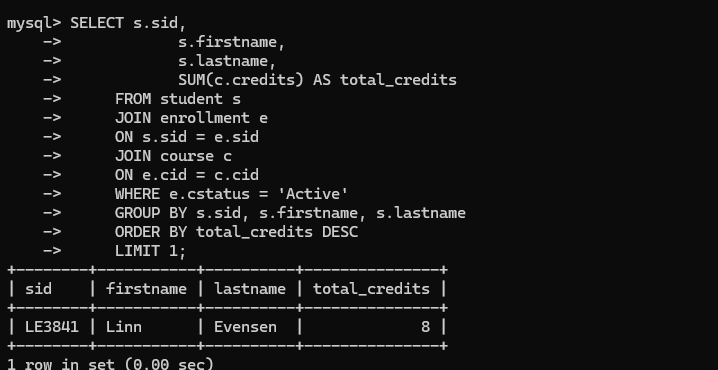 mysql> SELECT s.sid,
    ->             s.firstname,
    ->             s.lastname,
    ->             SUM(c.credits) AS total_credits
    ->      FROM student s
    ->      JOIN enrollment e
    ->      ON s.sid = e.sid
    ->      JOIN course c
    ->      ON e.cid = c.cid
    ->      WHERE e.cstatus = 'Active'
    ->      GROUP BY s.sid, s.firstname, s.lastname
    ->      ORDER BY total_credits DESC
    ->      LIMIT 1;
+--------+-----------+----------+---------------+
| sid    | firstname | lastname | total_credits |
+--------+-----------+----------+---------------+
| LE3841 | Linn      | Evensen  |             8 |
+--------+-----------+----------+---------------+
1 row in set (0.00 sec)